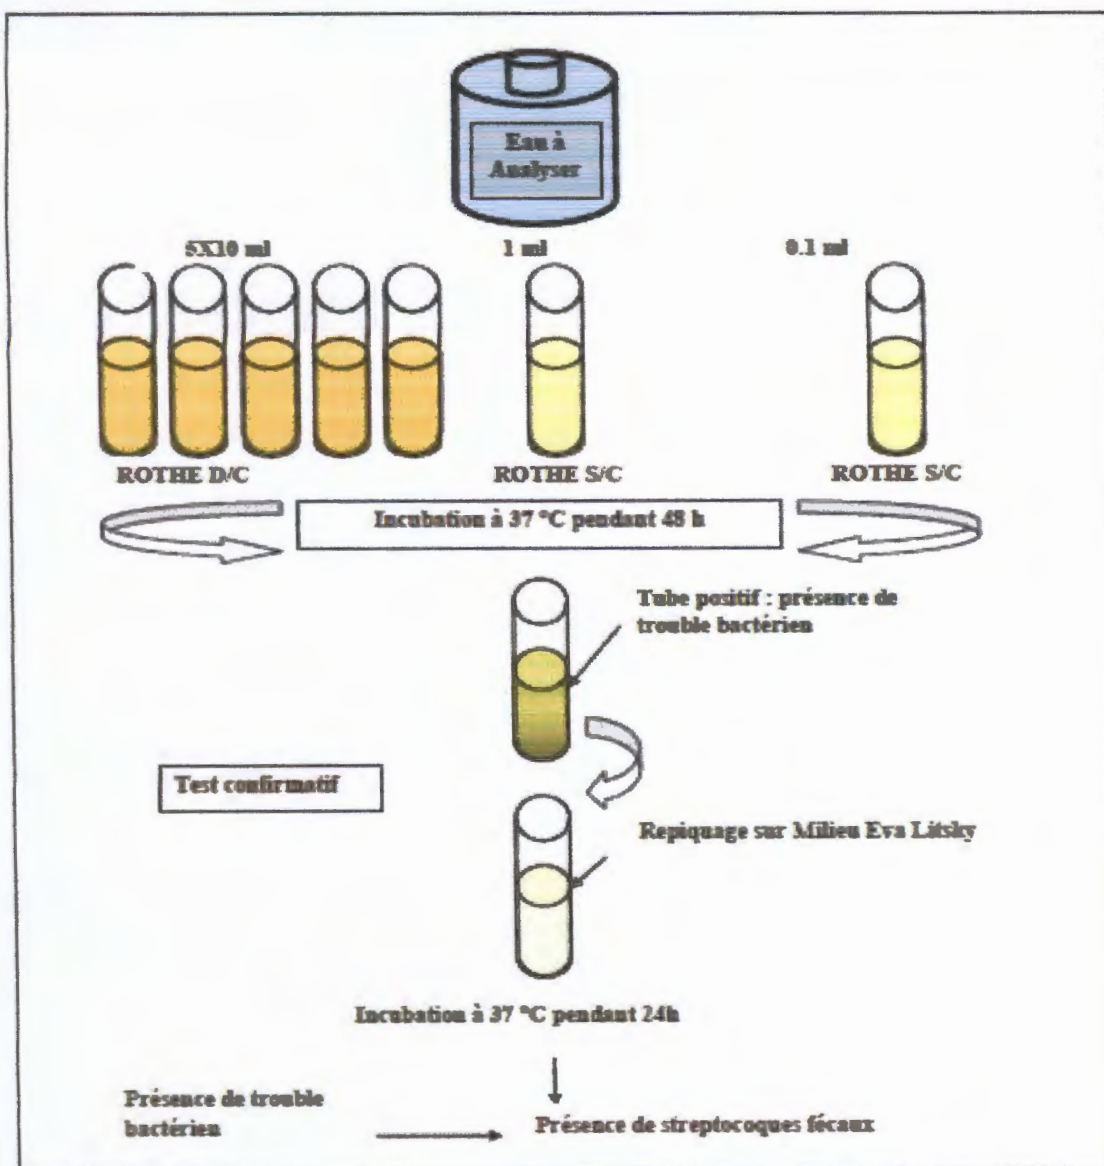 Eau à
Analyser
5X10 ml
1 ml
0.1 ml
ROTHE D/C
ROTHE S/C
ROTHE S/C
Incubation à 37 °C pendant 48 h
Tube positif : présence de
trouble bactérien
Test confirmatif
Repiquage sur Milieu Eva Litsky
Incubation à 37 °C pendant 24h
Présence de trouble
bactérien
Présence de streptocoques fécaux